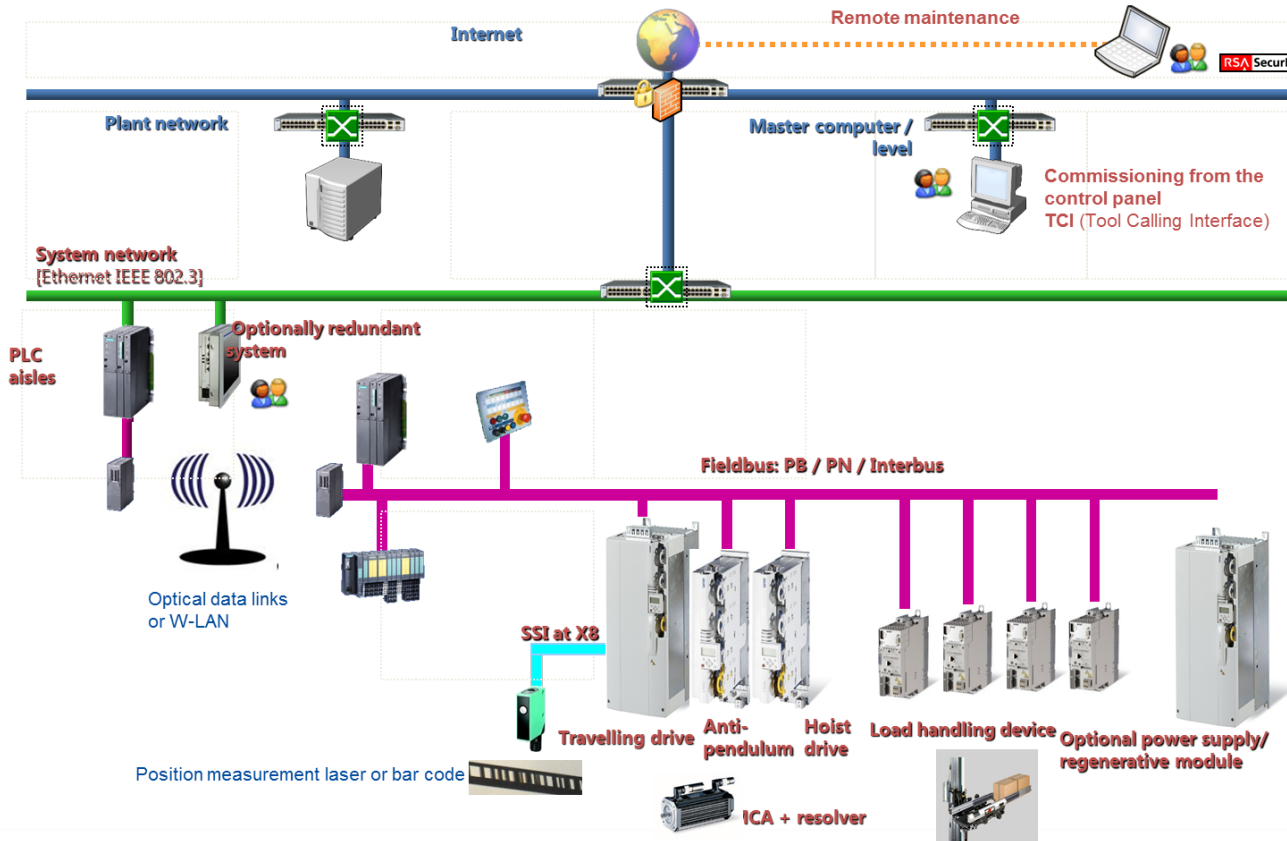 Remote maintenance
Internet
RSA Securi
Plant network
Master computer /
level
Commissioning from the
control panel
TCI (Tool Calling Interface)
System network
[Ethernet IEEE 802.3]
Optionally redundant
system
PLC
aisles
Fieldbus: PB / PN / Interbus
Optical data links
or W-LAN
SSI at X8
Travelling drive
Anti-
pendulum
Hoist
drive
Load handling device
Optional power supply/
regenerative module
Position measurement laser or bar code
ICA + resolver